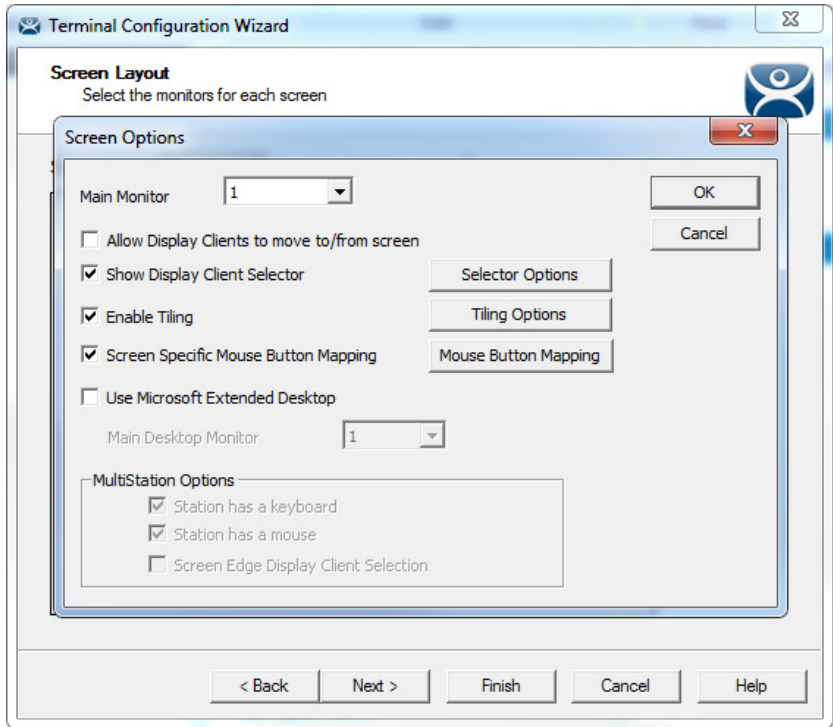 Terminal Configuration Wizard
Screen Layout
Select the monitors for each screen
Screen Options
Main Monitor 1 OK
Allow Display Clients to move to/from screen Cancel
Show Display Client Selector Selector Options
Enable Tiling Tiling Options
Screen Specific Mouse Button Mapping Mouse Button Mapping
Use Microsoft Extended Desktop
Main Desktop Monitor 1
MultiStation Options
Station has a keyboard
Station has a mouse
Screen Edge Display Client Selection
< Back Next > Finish Cancel Help